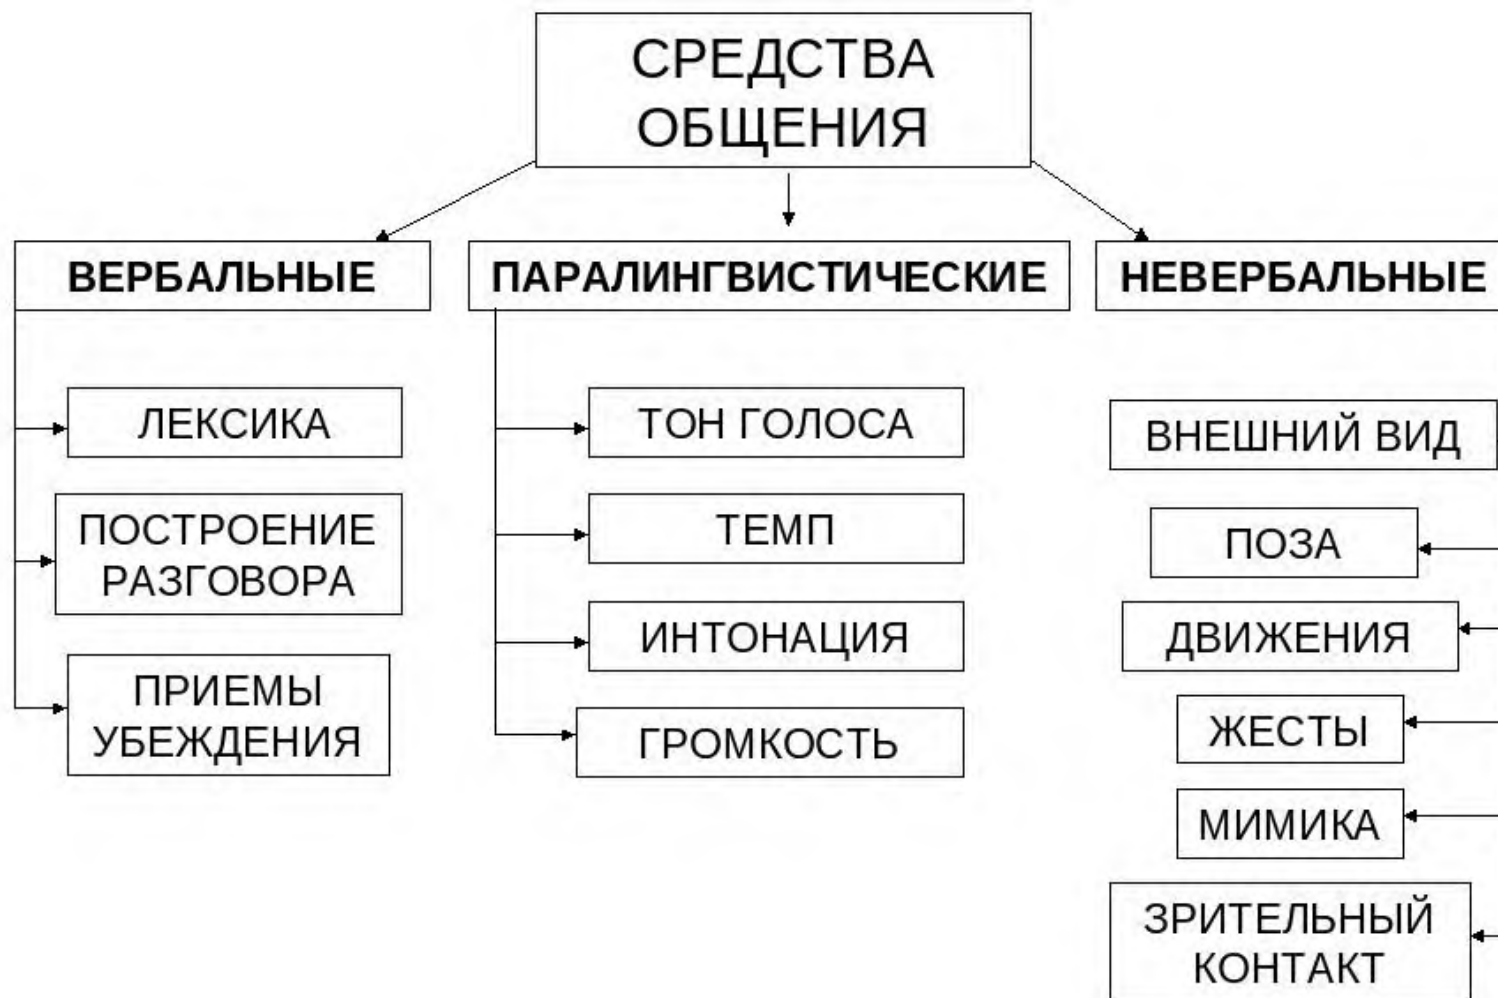 СРЕДСТВА
ОБЩЕНИЯ
ВЕРБАЛЬНЫЕ
ПАРАЛИНГВИСТИЧЕСКИЕ
НЕВЕРБАЛЬНЫЕ
ЛЕКСИКА
ПОСТРОЕНИЕ
РАЗГОВОРА
ПРИЕМЫ
УБЕЖДЕНИЯ
ТОН ГОЛОСА
ТЕМП
ИНТОНАЦИЯ
ГРОМКОСТЬ
ВНЕШНИЙ ВИД
ПОЗА
ДВИЖЕНИЯ
ЖЕСТЫ
МИМИКА
ЗРИТЕЛЬНЫЙ
КОНТАКТ